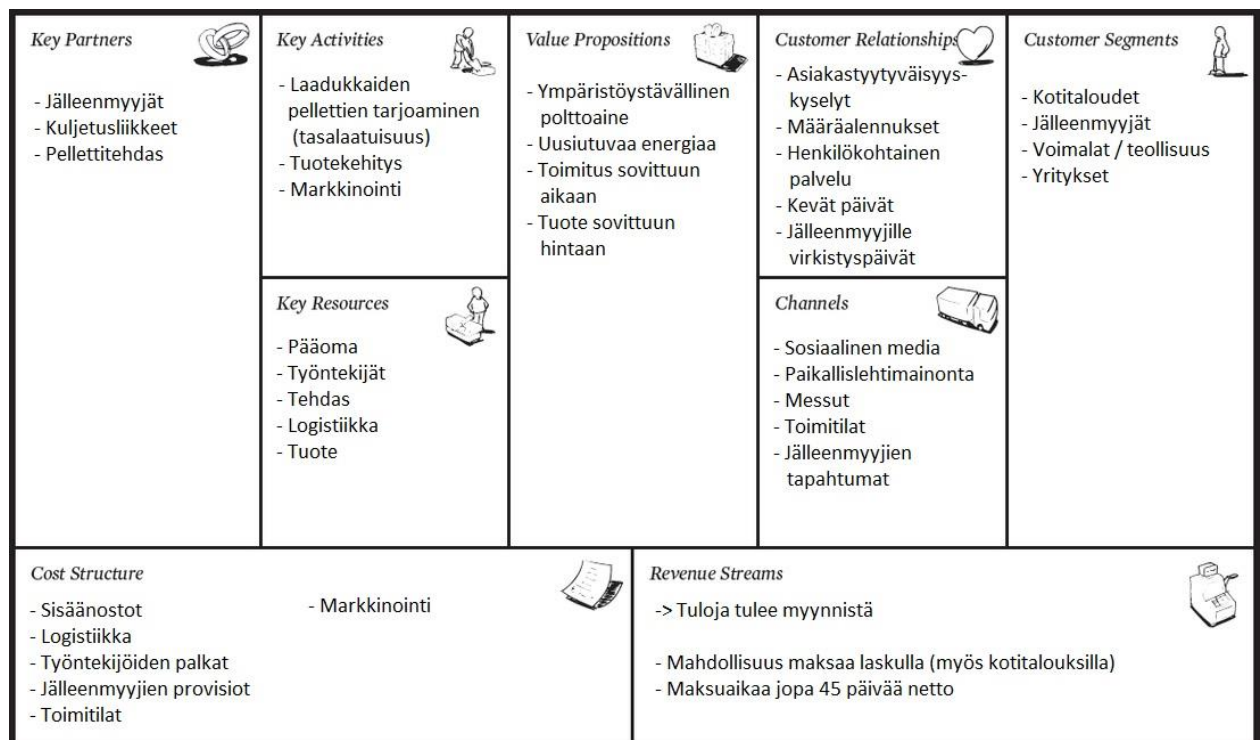 Key Partners
- Jälleenmyyjät
- Kuljetusliikkeet
- Pellettitehdas
Key Activities
- Laadukkaiden
pellettien tarjoaminen
(tasalaatuisuus)
- Tuotekehitys
- Markkinointi
Key Resources
- Pääoma
- Työntekijät
- Tehdas
- Logistiikka
- Tuote
Value Propositions
- Ympäristöystävällinen
polttoaine
- Uusiutuvaa energiaa
- Toimitus sovittuun
aikaan
- Tuote sovittuun
hintaan
Customer Relationships
- Asiakastyytyväisyys-
kyselyt
- Määräalennukset
- Henkilökohtainen
palvelu
- Kevät päivät
- Jälleenmyyjille
virkistyspäivät
Channels
- Sosiaalinen media
- Paikallislehtimainonta
- Messut
- Toimitilat
- Jälleenmyyjien
tapahtumat
Customer Segments
- Kotitaloudet
- Jälleenmyyjät
- Voimalat / teollisuus
- Yritykset
Cost Structure
- Sisäänostot
- Logistiikka
- Työntekijöiden palkat
- Jälleenmyyjien provisiot
- Toimitilat
- Markkinointi
Revenue Streams
-> Tuloja tulee myynnistä
- Mahdollisuus maksaa laskulla (myös kotitalouksilla)
- Maksuaikaa jopa 45 päivää netto